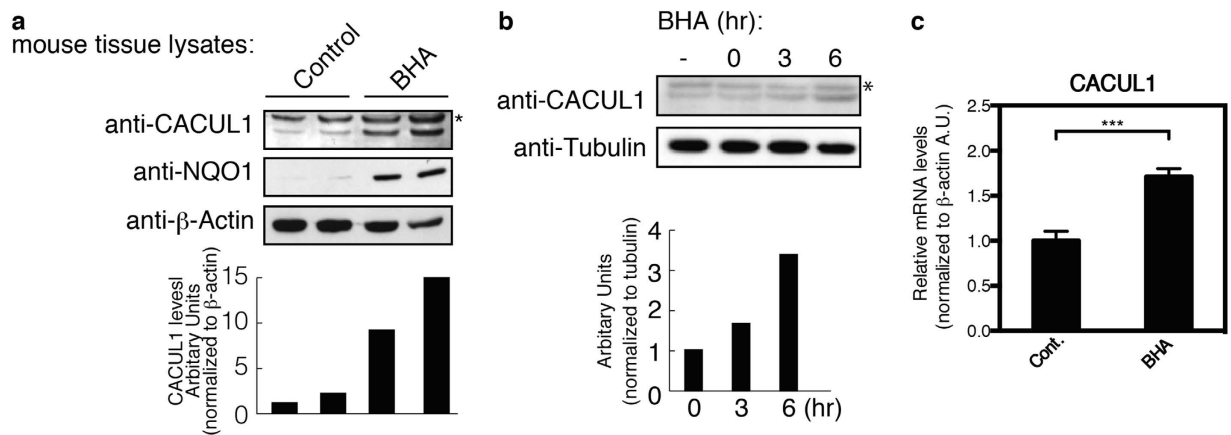 a
mouse tissue lysates:
Control
BHA
anti-CACUL1
*
anti-NQO1
anti-β-Actin
CACUL1 levesl
Arbitary Units
(normalized to β-actin)
15
10
5
0
b
BHA (hr):
- 0 3 6
anti-CACUL1
*
anti-Tubulin
Arbitary Units
(normalized to tubulin)
4
3
2
1
0
0 3 6 (hr)
c
CACUL1
Relative mRNA levels
(normalized to β-actin A.U.)
2.5
2.0
1.5
1.0
0.5
0.0
***
Cont.
BHA